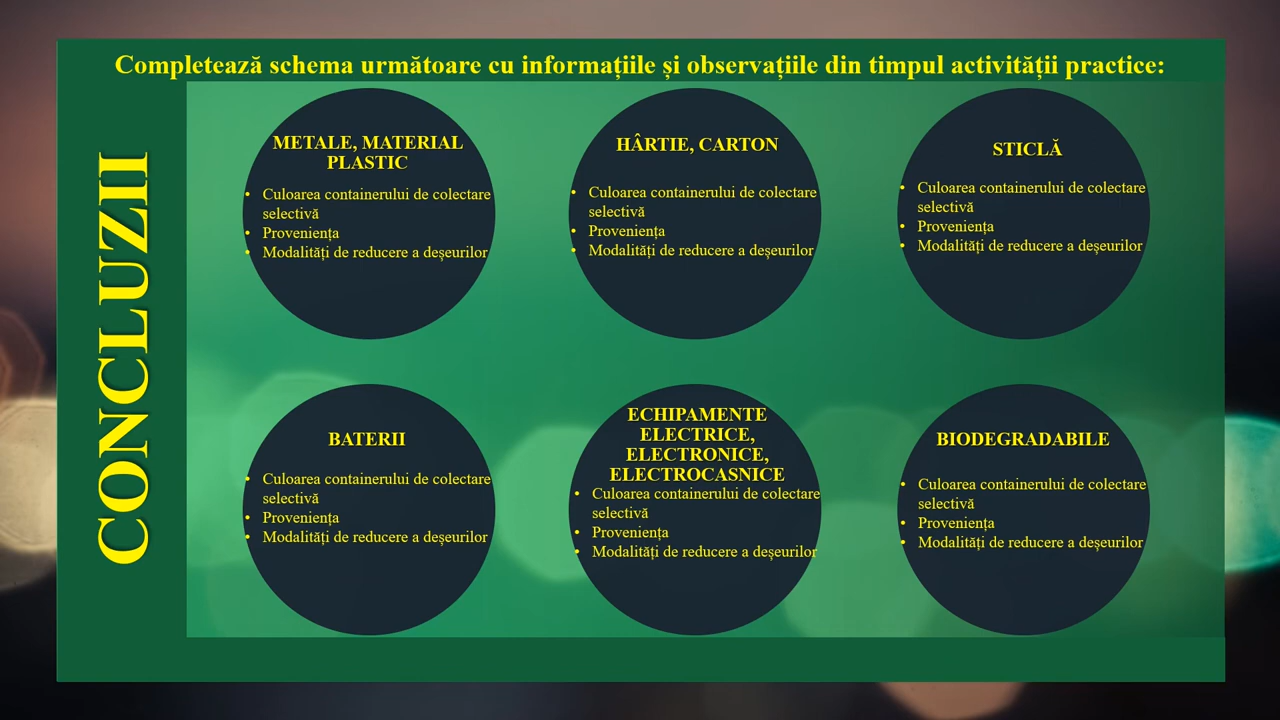 Completează schema următoare cu informațiile și observațiile din timpul activității practice:
CONCLUZII
METALE, MATERIAL
PLASTIC
• Culoarea containerului de colectare
selectivă
• Proveniența
• Modalități de reducere a deșeurilor
HÂRTIE, CARTON
• Culoarea containerului de colectare
selectivă
• Proveniența
• Modalități de reducere a deșeurilor
STICLĂ
• Culoarea containerului de colectare
selectivă
• Proveniența
• Modalități de reducere a deșeurilor
BATERII
• Culoarea containerului de colectare
selectivă
• Proveniența
• Modalități de reducere a deșeurilor
ECHIPAMENTE
ELECTRICE,
ELECTRONICE,
ELECTROCASNICE
• Culoarea containerului de colectare
selectivă
• Proveniența
• Modalități de reducere a deșeurilor
BIODEGRADABILE
• Culoarea containerului de colectare
selectivă
• Proveniența
• Modalități de reducere a deșeurilor